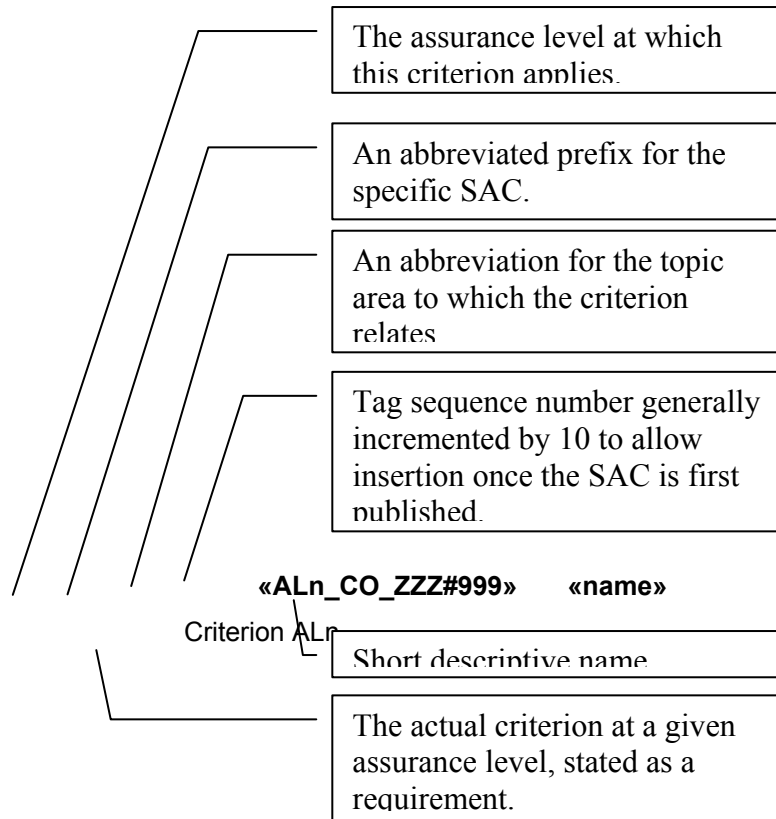 The assurance level at which
this criterion applies.
An abbreviated prefix for the
specific SAC.
An abbreviation for the topic
area to which the criterion
relates
Tag sequence number generally
incremented by 10 to allow
insertion once the SAC is first
published.
«ALn_CO_ZZZ#999» «name»
Criterion ALn
Short descriptive name
The actual criterion at a given
assurance level, stated as a
requirement.